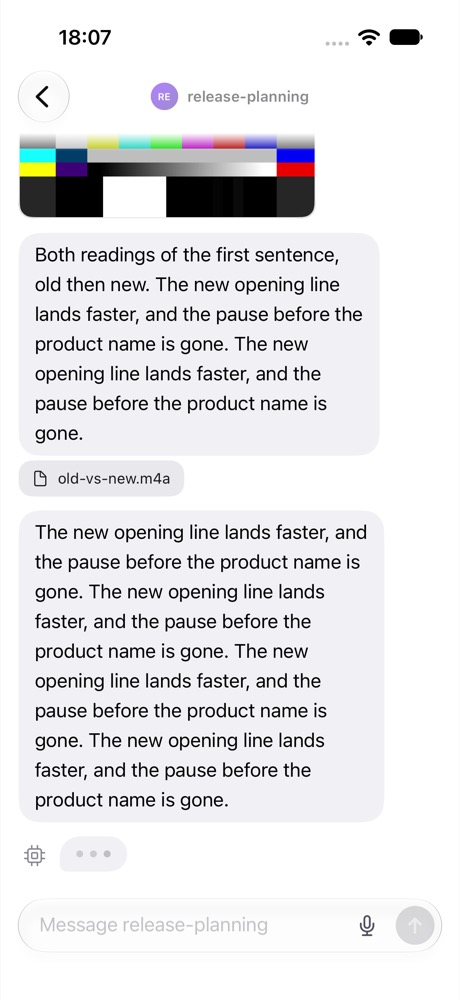 18:07
RE release-planning
Both readings of the first sentence,
old then new. The new opening line
lands faster, and the pause before the
product name is gone. The new
opening line lands faster, and the
pause before the product name is
gone.
old-vs-new.m4a
The new opening line lands faster, and
the pause before the product name is
gone. The new opening line lands
faster, and the pause before the
product name is gone. The new
opening line lands faster, and the
pause before the product name is
gone. The new opening line lands
faster, and the pause before the
product name is gone.
Message release-planning